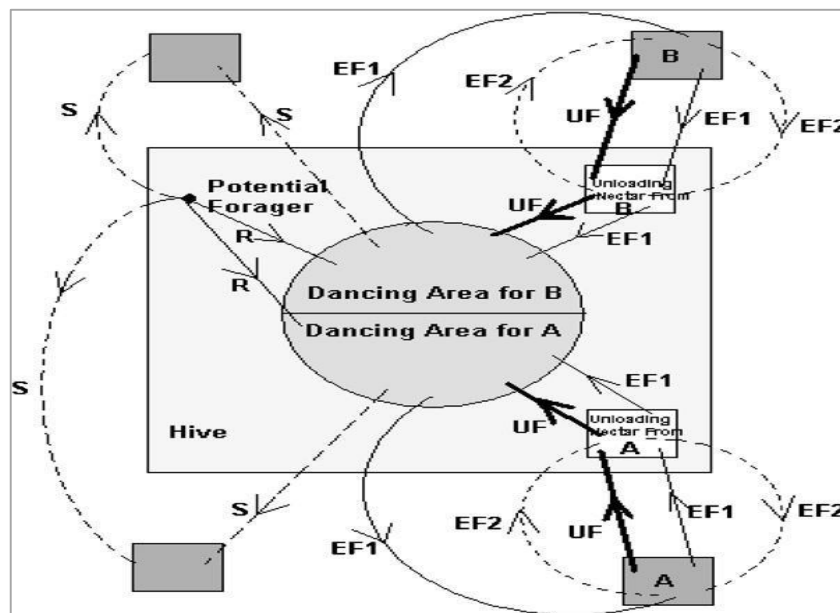 B
EF1
EF2
S
S
UF
EF1
EF2
Potential
Forager
Unloading
Nectar From
B
UF
R
EF1
R
Dancing Area for B
Dancing Area for A
S
EF1
Hive
UF
Unloading
Nectar From
A
S
EF1
EF2
UF
EF1
EF2
A